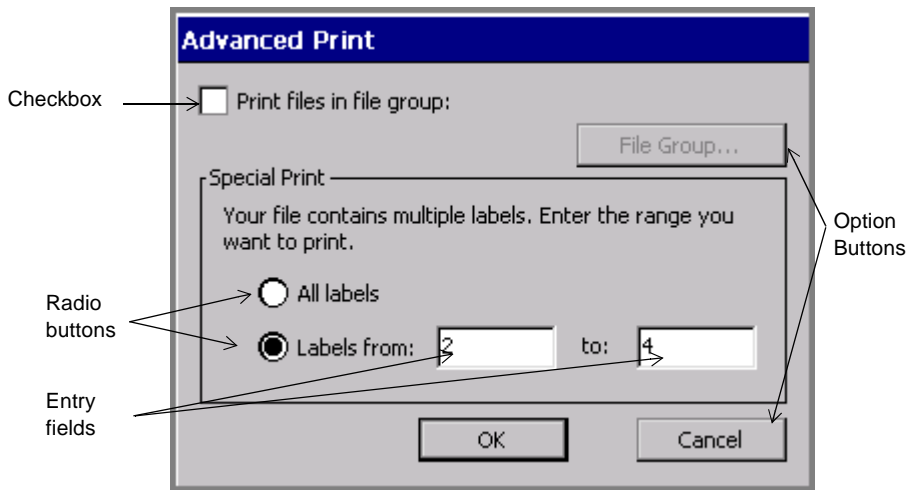 Advanced Print
Checkbox
Print files in file group:
File Group...
Special Print
Your file contains multiple labels. Enter the range you
want to print.
Option
Buttons
All labels
Radio
buttons
Labels from: 2 to: 4
Entry
fields
OK Cancel